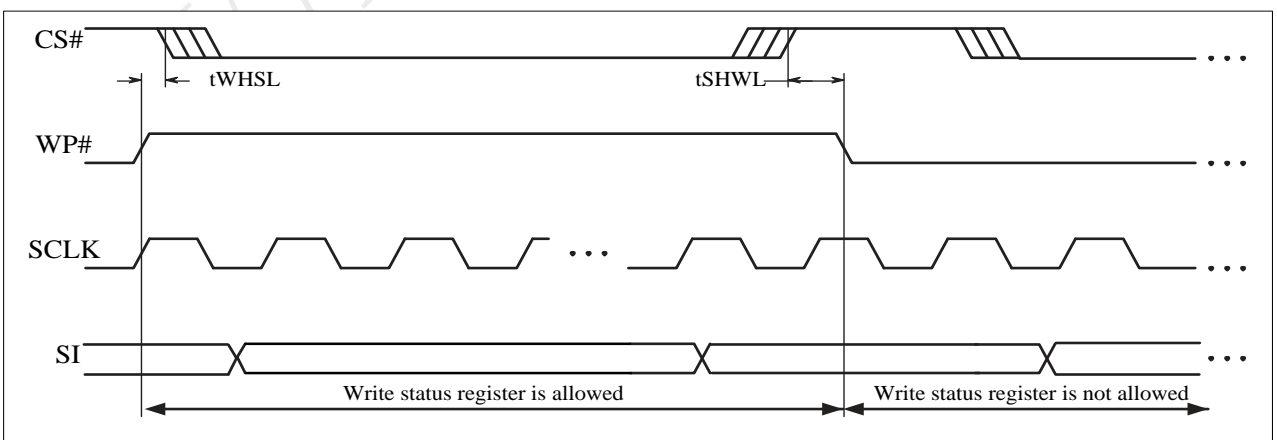 CS#
tWHSL
tSHWL
WP#
SCLK
SI
Write status register is allowed
Write status register is not allowed